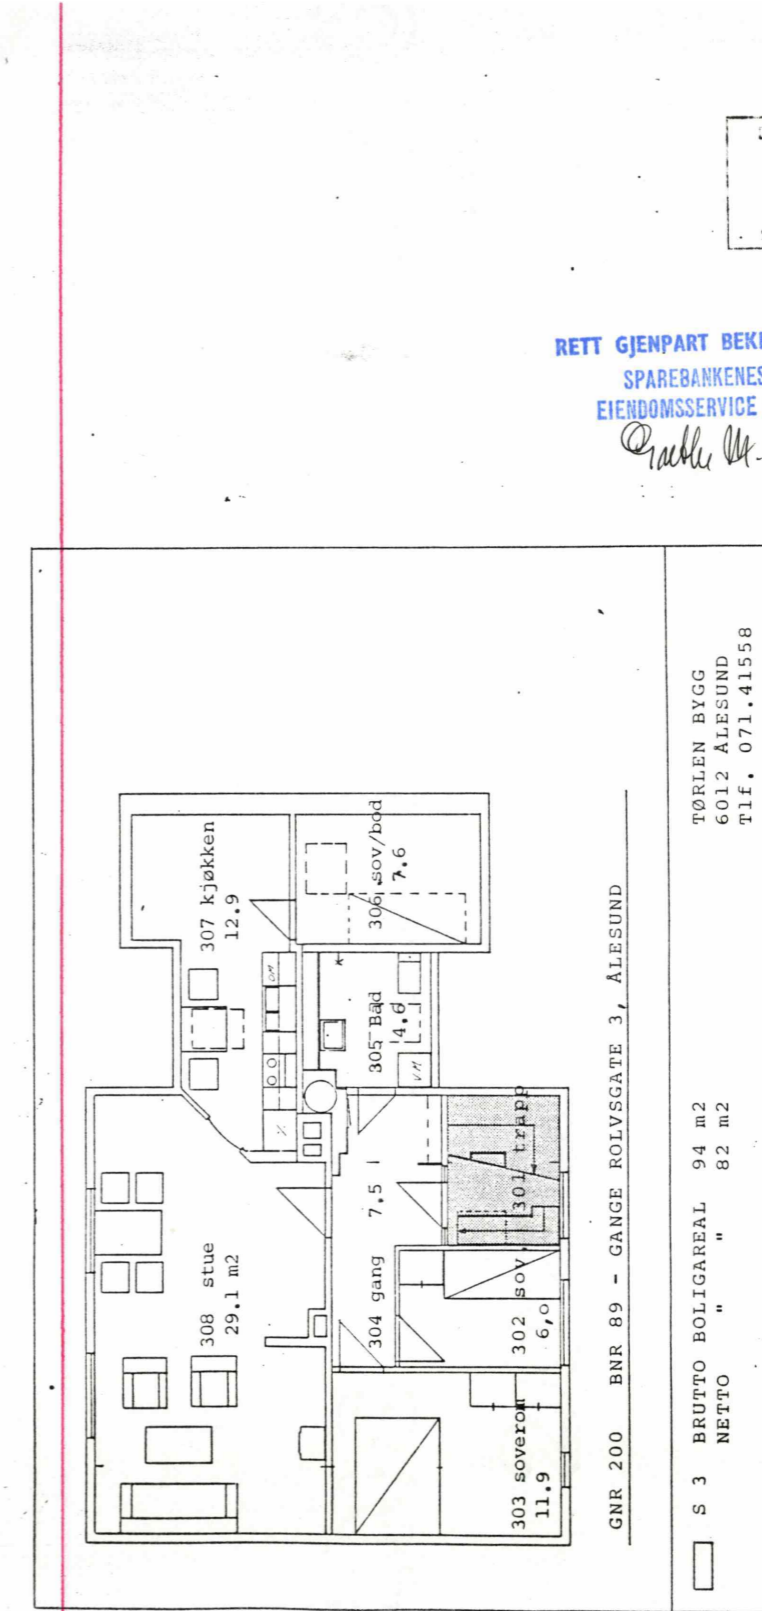 RETT GJENPART
SPAREBANKENES
EIENDOMSSERVICE
307 kjøkken
12.9
306 sov/bod
7.6
305 Bad
4.6
OM
VM
308 stue
29.1 m2
304 gang 7.5
301 trapp
302 sov.
6,0
303 soverom
11.9
GNR 200 BNR 89 - GANGE ROLVSGATE 3, ÅLESUND
S 3 BRUTTO BOLIGAREAL 94 m2
NETTO " " 82 m2
TØRLEN BYGG
6012 ÅLESUND
Tlf. 071.41558